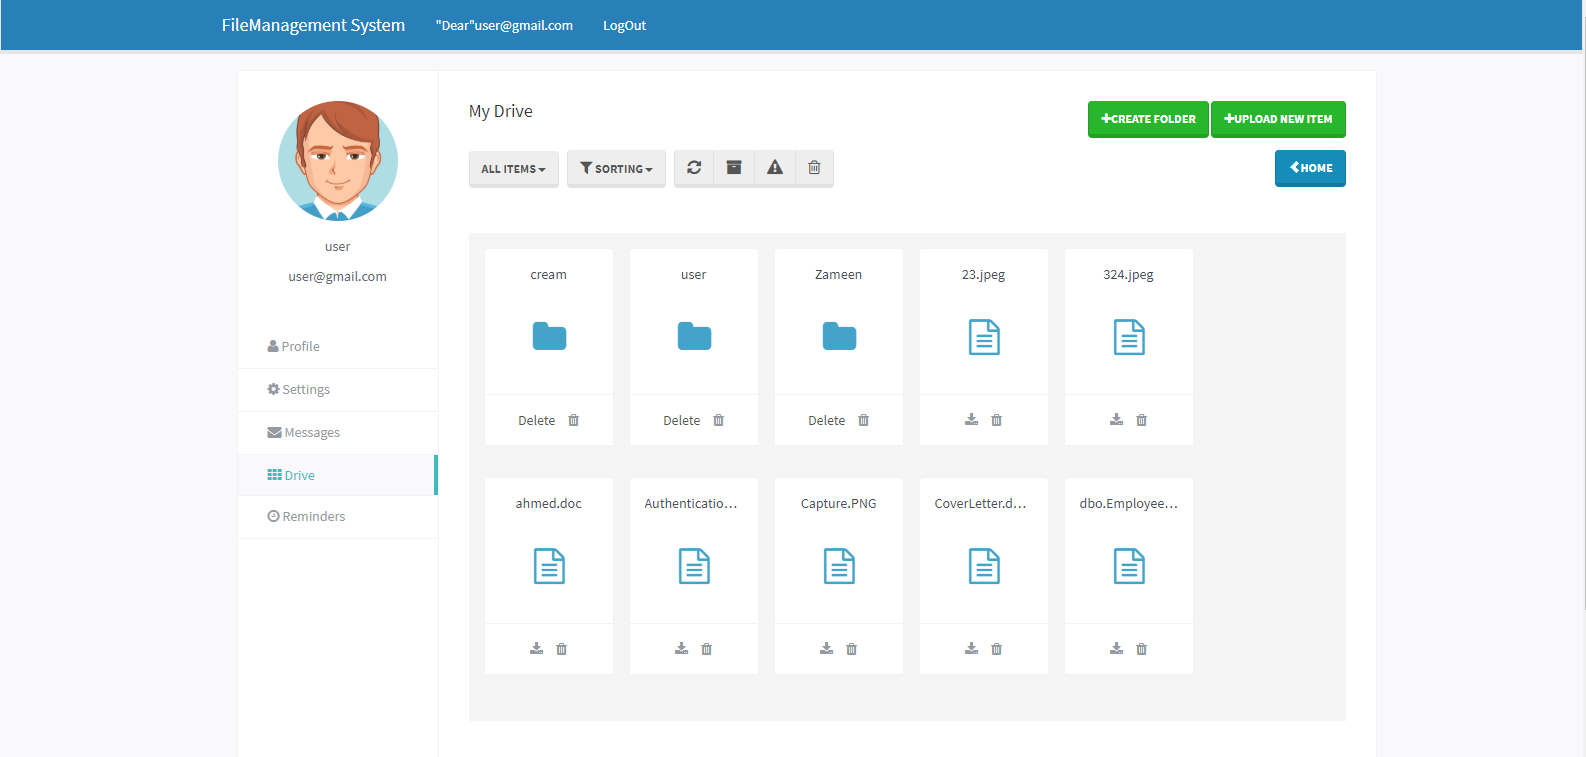 FileManagement System "Dear"user@gmail.com LogOut
user
user@gmail.com
Profile
Settings
Messages
Drive
Reminders
My Drive
CREATE FOLDER UPLOAD NEW ITEM
ALL ITEMS SORTING HOME
cream user Zameen 23.jpeg 324.jpeg
Delete Delete Delete
ahmed.doc Authenticatio... Capture.PNG CoverLetter.d... dbo.Employee...